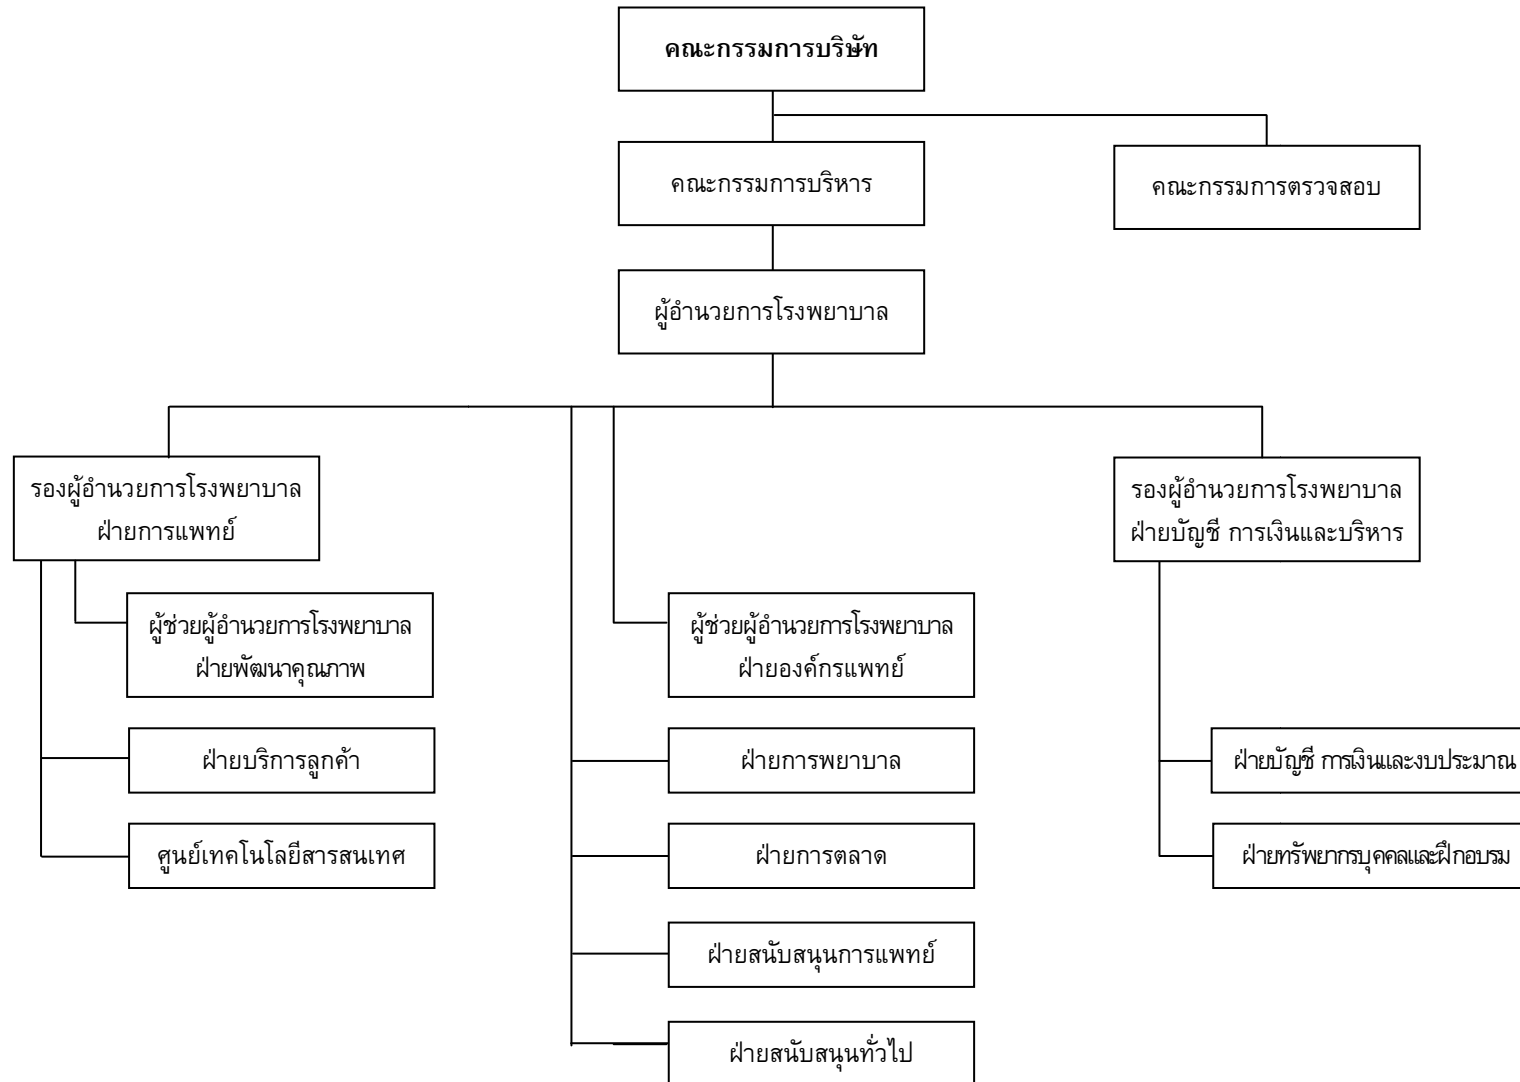 คณะกรรมการบริษัท
คณะกรรมการบริหาร
คณะกรรมการตรวจสอบ
ผู้อำนวยการโรงพยาบาล
รองผู้อำนวยการโรงพยาบาล
ฝ่ายการแพทย์
รองผู้อำนวยการโรงพยาบาล
ฝ่ายบัญชี การเงินและบริหาร
ผู้ช่วยผู้อำนวยการโรงพยาบาล
ฝ่ายพัฒนาคุณภาพ
ผู้ช่วยผู้อำนวยการโรงพยาบาล
ฝ่ายองค์กรแพทย์
ฝ่ายบริการลูกค้า
ฝ่ายการพยาบาล
ฝ่ายบัญชี การเงินและงบประมาณ
ศูนย์เทคโนโลยีสารสนเทศ
ฝ่ายการตลาด
ฝ่ายทรัพยากรบุคคลและฝึกอบรม
ฝ่ายสนับสนุนการแพทย์
ฝ่ายสนับสนุนทั่วไป